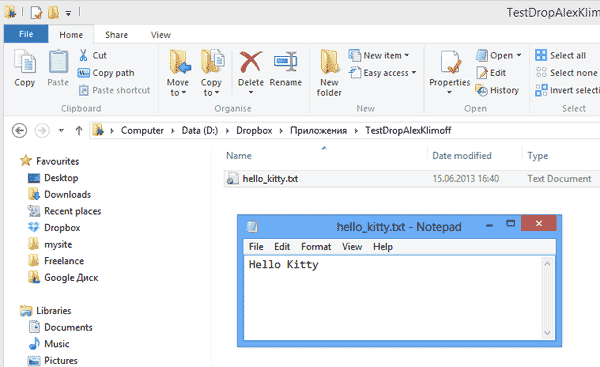 TestDropAlexKlimoff
File Home Share View
Copy Paste Cut Copy path Paste shortcut Move to Copy to Delete Rename New folder New item Easy access Properties Open Edit History Select all Select none Invert selecti
Clipboard Organise New Open Select
Computer Data (D:) Dropbox Приложения TestDropAlexKlimoff
Name Date modified Type
hello_kitty.txt 15.06.2013 16:40 Text Document
Favourites
Desktop
Downloads
Recent places
Dropbox
mysite
Freelance
Google Диск
Libraries
Documents
Music
Pictures
hello_kitty.txt - Notepad
File Edit Format View Help
Hello Kitty